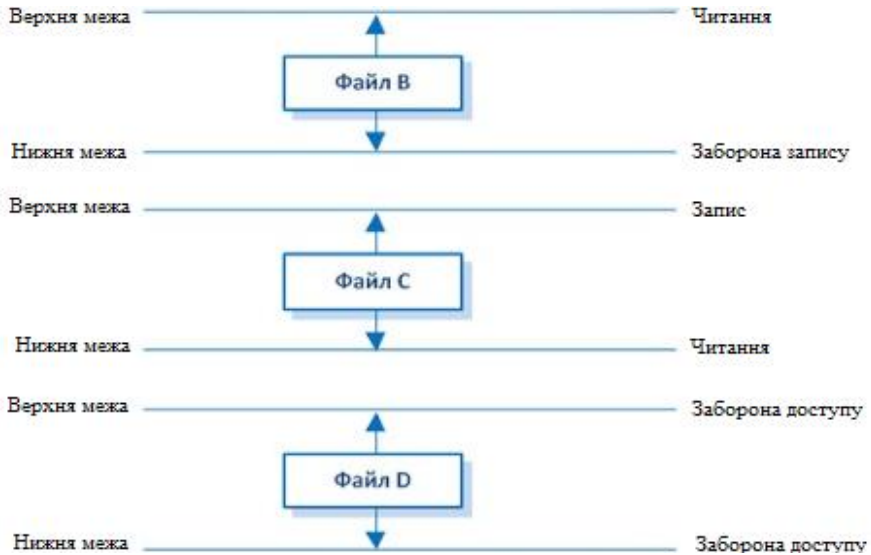 Верхня межа Читання
Файл B
Нижня межа Заборона запису
Верхня межа Запис
Файл C
Нижня межа Читання
Верхня межа Заборона доступу
Файл D
Нижня межа Заборона доступу